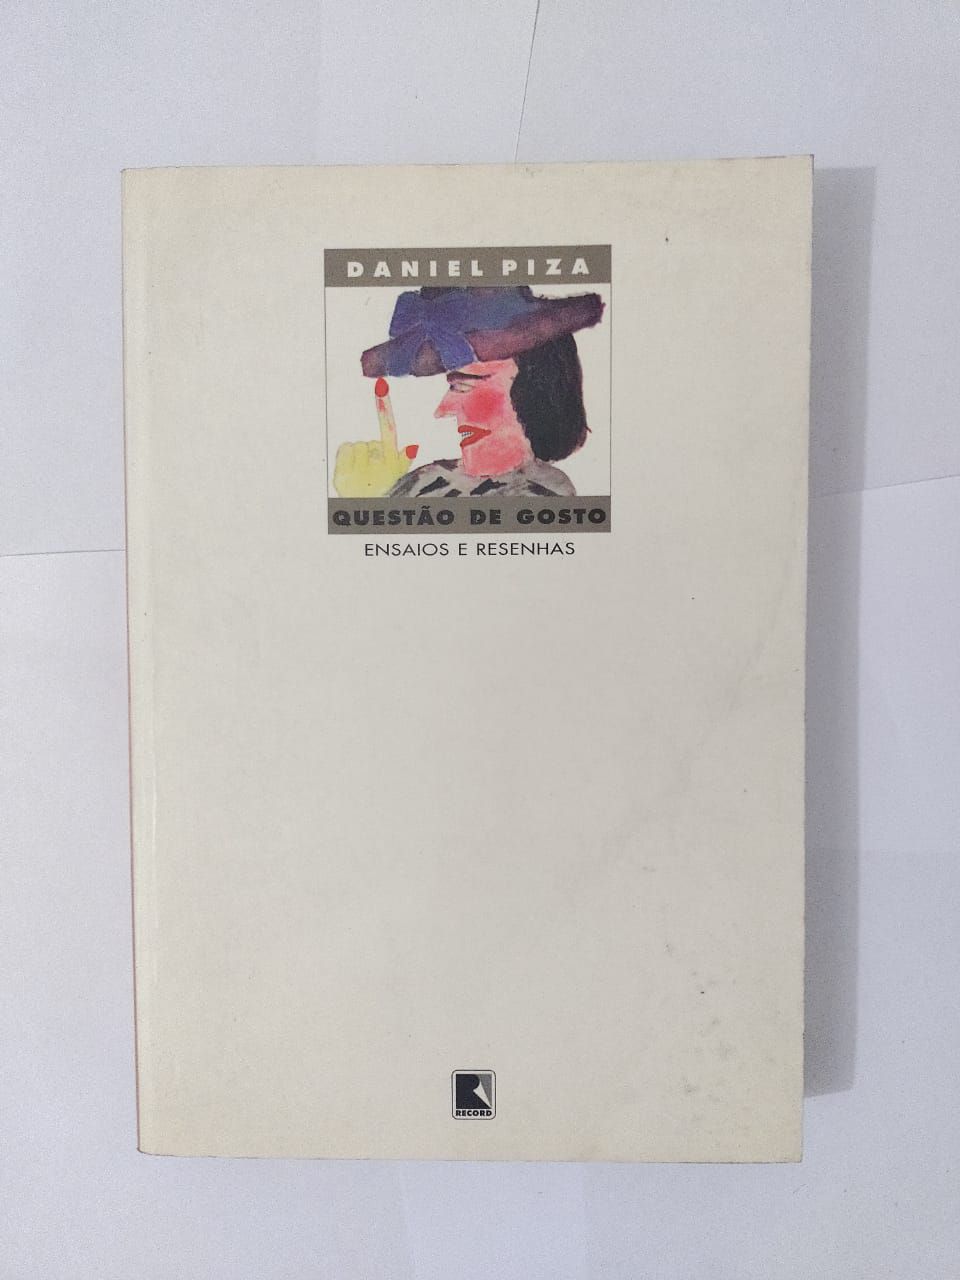 DANIEL PIZA
QUESTÃO DE GOSTO
ENSAIOS E RESENHAS
RECORD